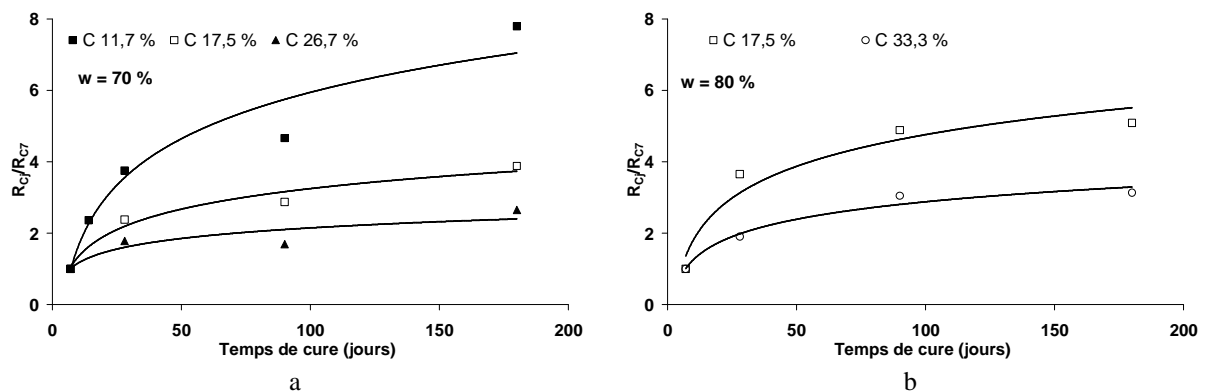 8
6
4
2
0
R_Cj/R_C7
C 11,7 % C 17,5 % C 26,7 %
w = 70 %
0 50 100 150 200
Temps de cure (jours)
a
8
6
4
2
0
R_Cj/R_C7
C 17,5 % C 33,3 %
w = 80 %
0 50 100 150 200
Temps de cure (jours)
b